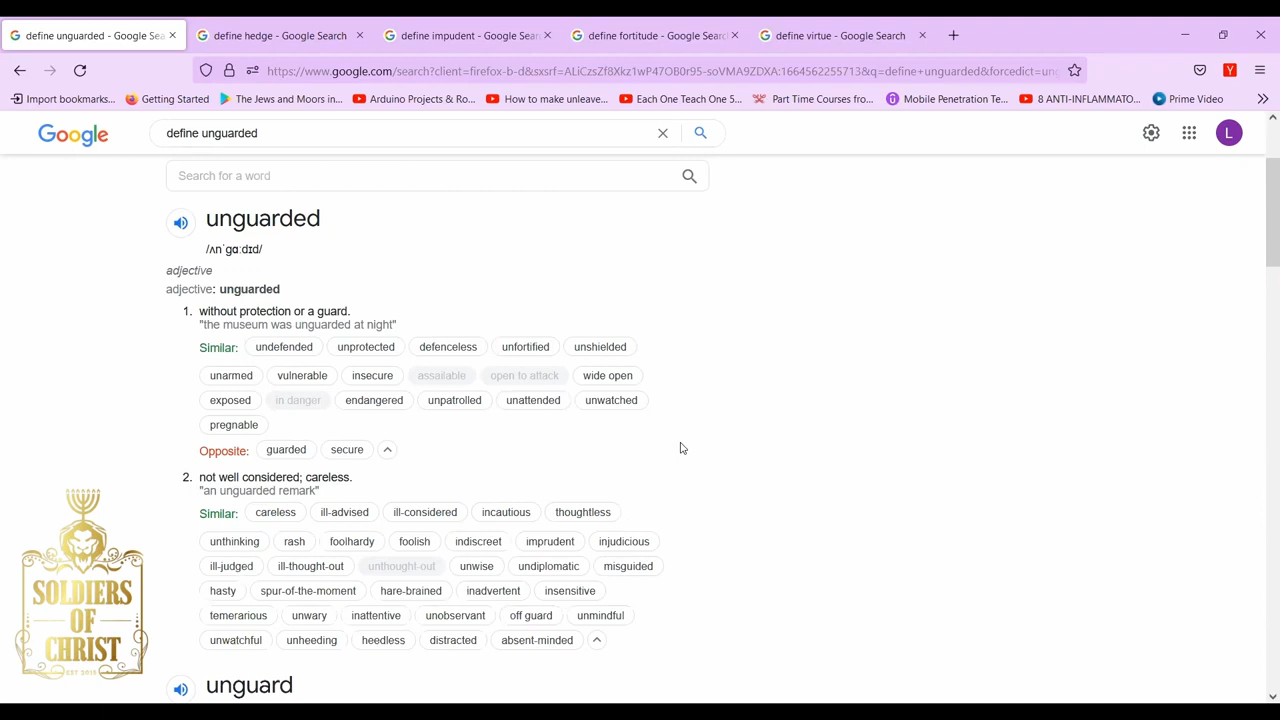 define unguarded - Google Sea
define hedge - Google Search
define impudent - Google Sear
define fortitude - Google Search
define virtue - Google Search
https://www.google.com/search?client=firefox-b-d&sxsrf=ALiCzsZf8Xkz1wP47OB0r95-soVMA9ZDXA:1664562255713&q=define+unguarded&forcedict=un
Import bookmarks...
Getting Started
The Jews and Moors in...
Arduino Projects & Ro...
How to make unleave...
Each One Teach One 5...
Part Time Courses fro...
Mobile Penetration Te...
8 ANTI-INFLAMMATO...
Prime Video
Google
define unguarded
L
Search for a word
unguarded
/ʌnˈɡɑːdɪd/
adjective
adjective: unguarded
1. without protection or a guard.
"the museum was unguarded at night"
Similar: undefended unprotected defenceless unfortified unshielded
unarmed vulnerable insecure assailable open to attack wide open
exposed in danger endangered unpatrolled unattended unwatched
pregnable
Opposite: guarded secure
2. not well considered; careless.
"an unguarded remark"
Similar: careless ill-advised ill-considered incautious thoughtless
unthinking rash foolhardy foolish indiscreet imprudent injudicious
ill-judged ill-thought-out unthought-out unwise undiplomatic misguided
hasty spur-of-the-moment hare-brained inadvertent insensitive
temerarious unwary inattentive unobservant off guard unmindful
unwatchful unheeding heedless distracted absent-minded
unguard
SOLDIERS
OF
CHRIST
EST 2015